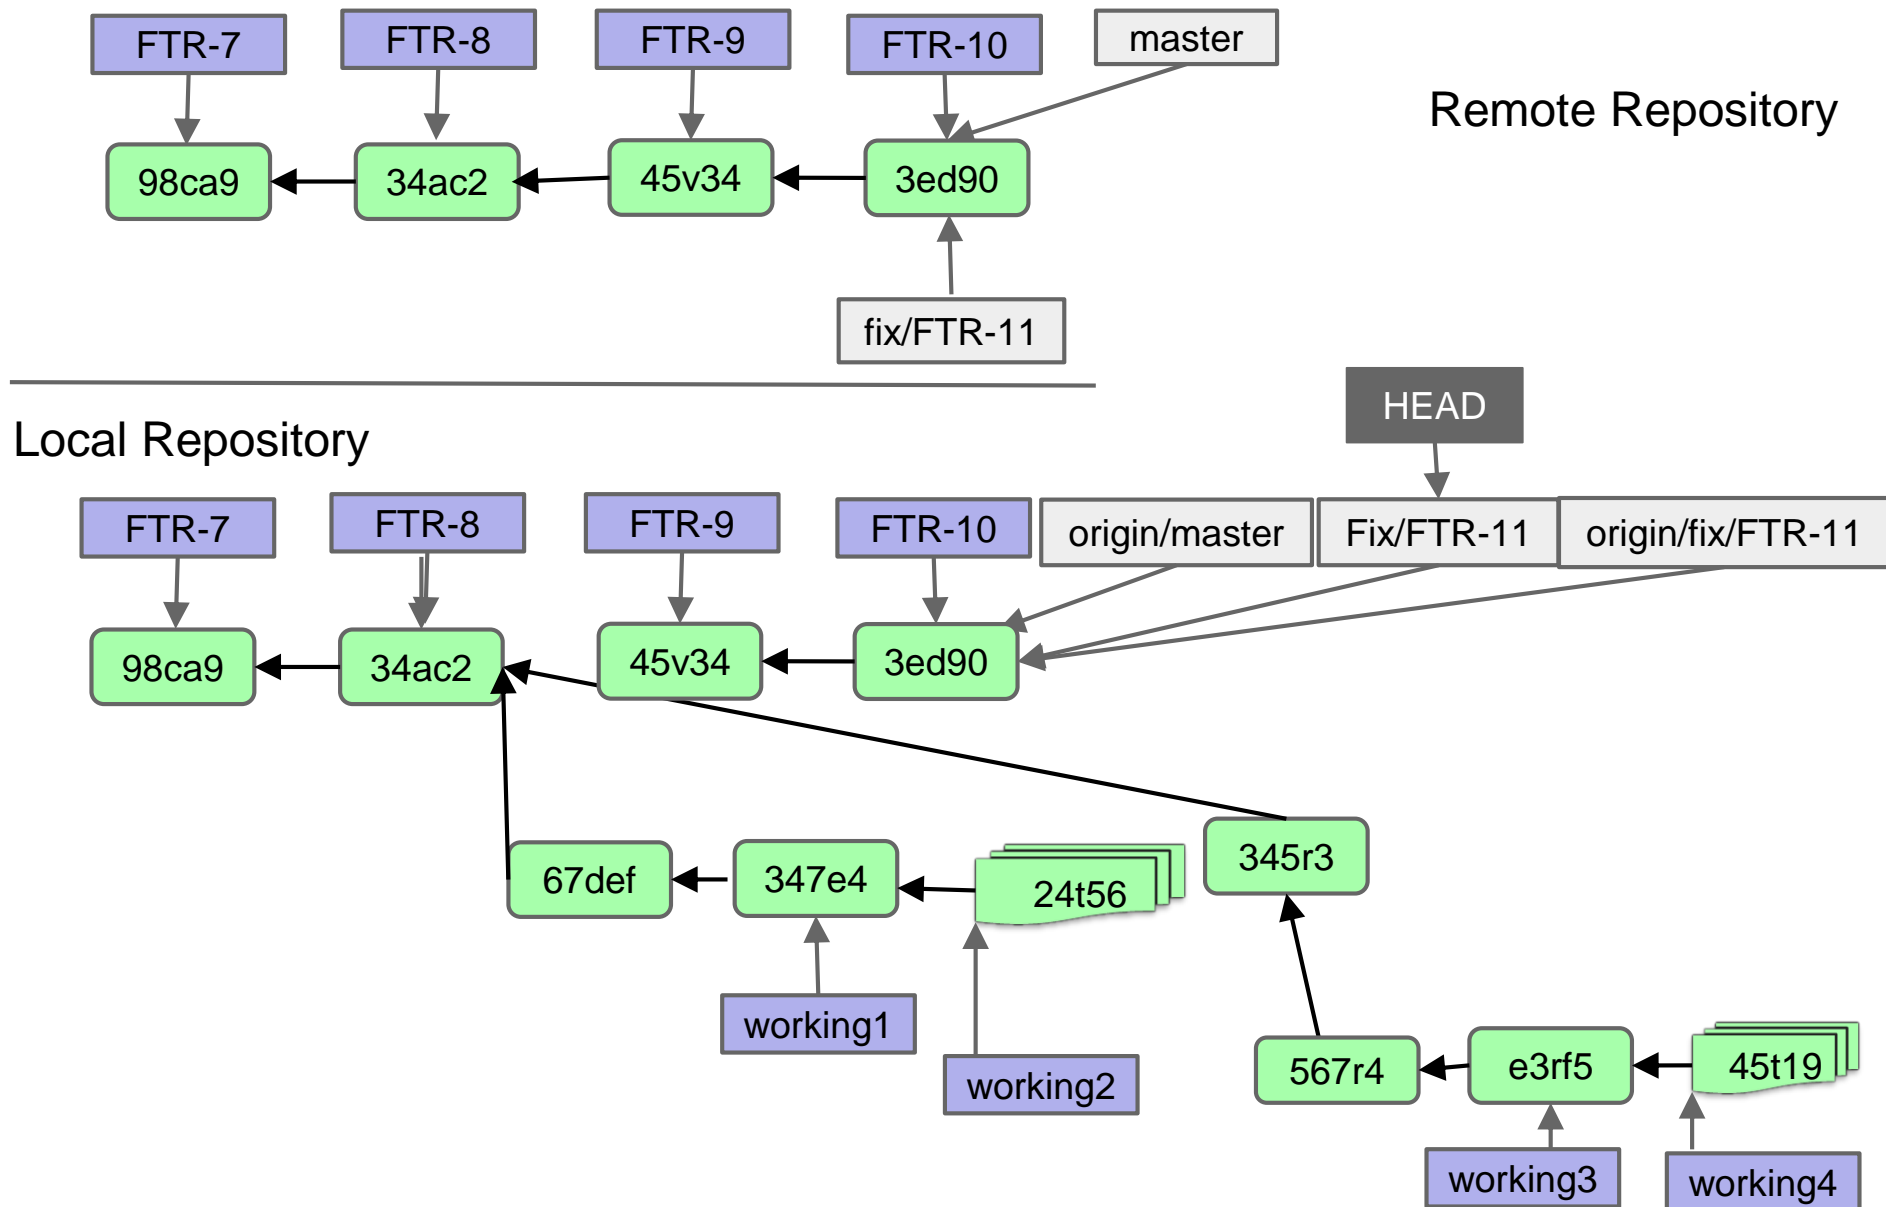 FTR-7
FTR-8
FTR-9
FTR-10
master
Remote Repository
98ca9
34ac2
45v34
3ed90
fix/FTR-11
HEAD
Local Repository
FTR-7
FTR-8
FTR-9
FTR-10
origin/master
Fix/FTR-11
origin/fix/FTR-11
98ca9
34ac2
45v34
3ed90
67def
347e4
24t56
345r3
working1
working2
567r4
e3rf5
45t19
working3
working4